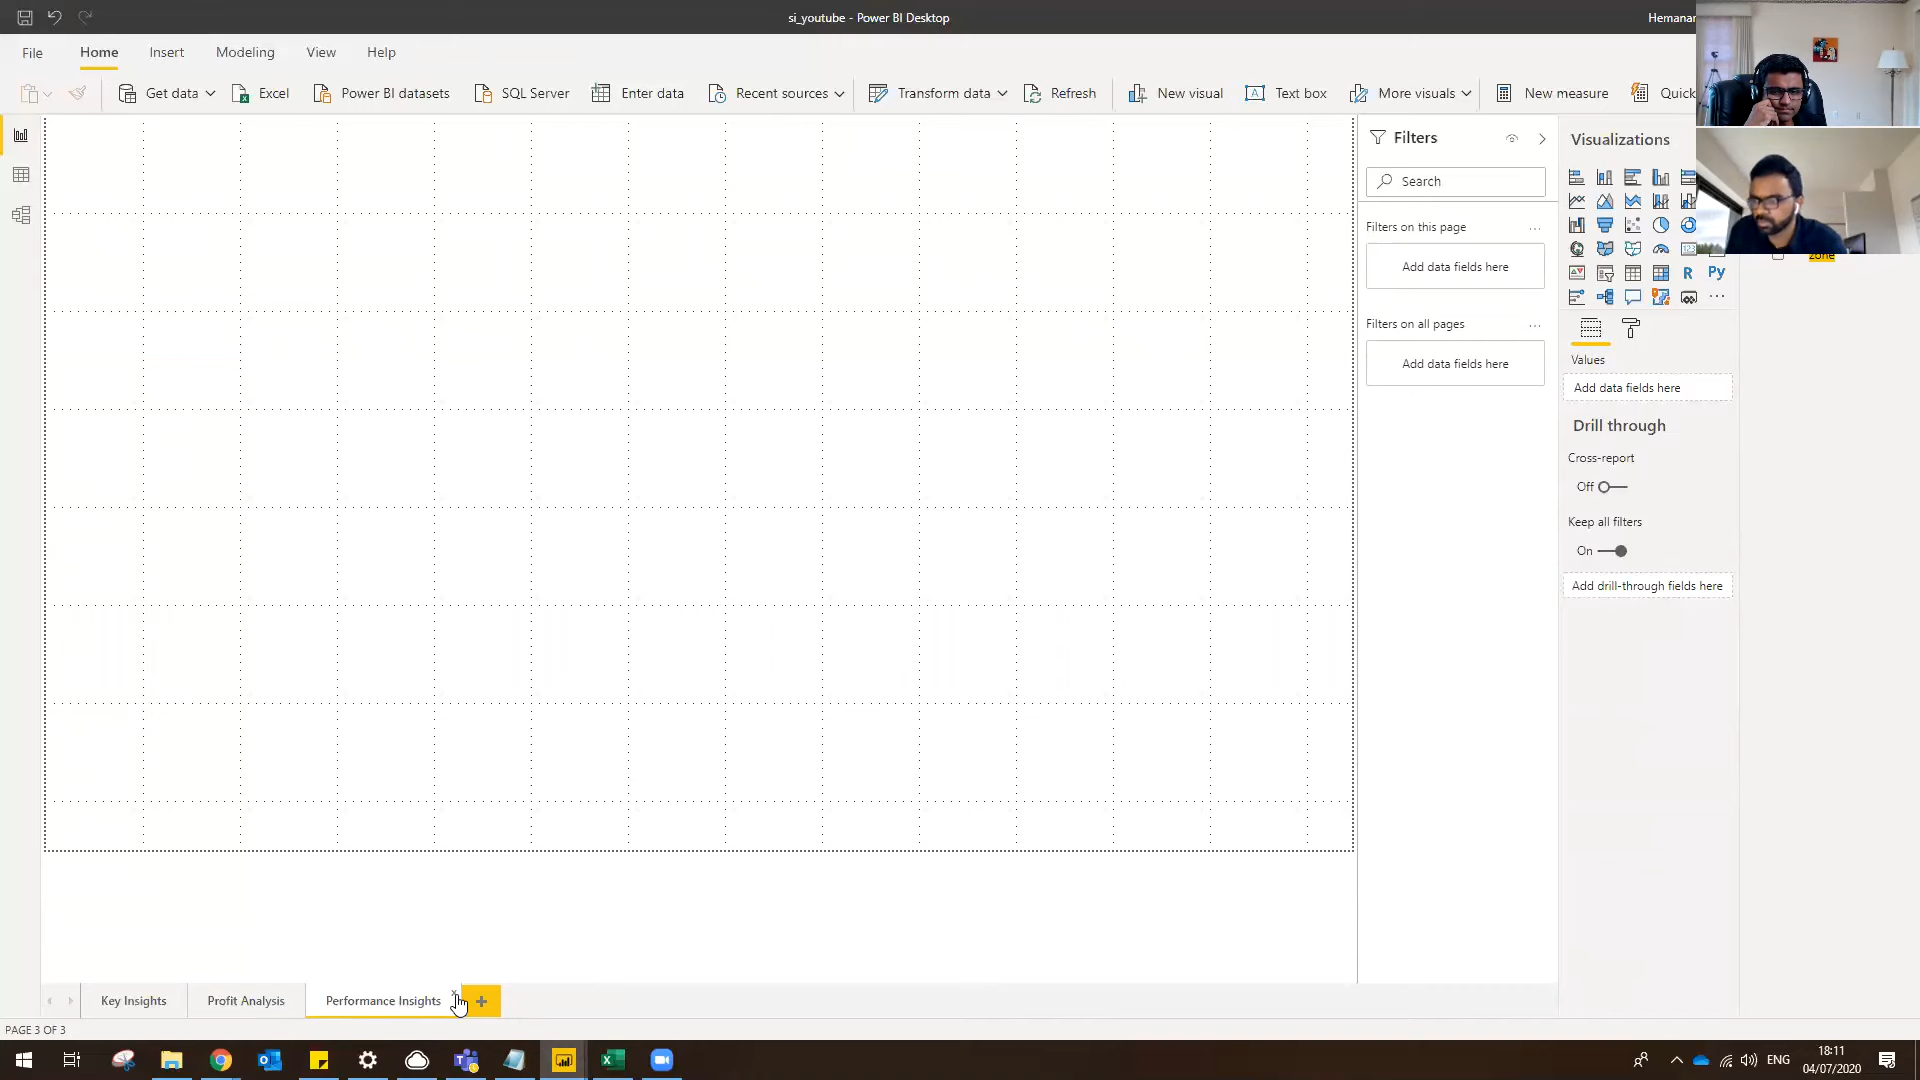 si_youtube - Power BI Desktop
Heman
File
Home
Insert
Modeling
View
Help
Get data
Excel
Power BI datasets
SQL Server
Enter data
Recent sources
Transform data
Refresh
New visual
Text box
More visuals
New measure
Quick
Filters
Search
Filters on this page
...
Add data fields here
Filters on all pages
...
Add data fields here
Visualizations
123
R
Py
...
Values
Add data fields here
Drill through
Cross-report
Off
Keep all filters
On
Add drill-through fields here
zone
Key Insights
Profit Analysis
Performance Insights
PAGE 3 OF 3
ENG
18:11
04/07/2020